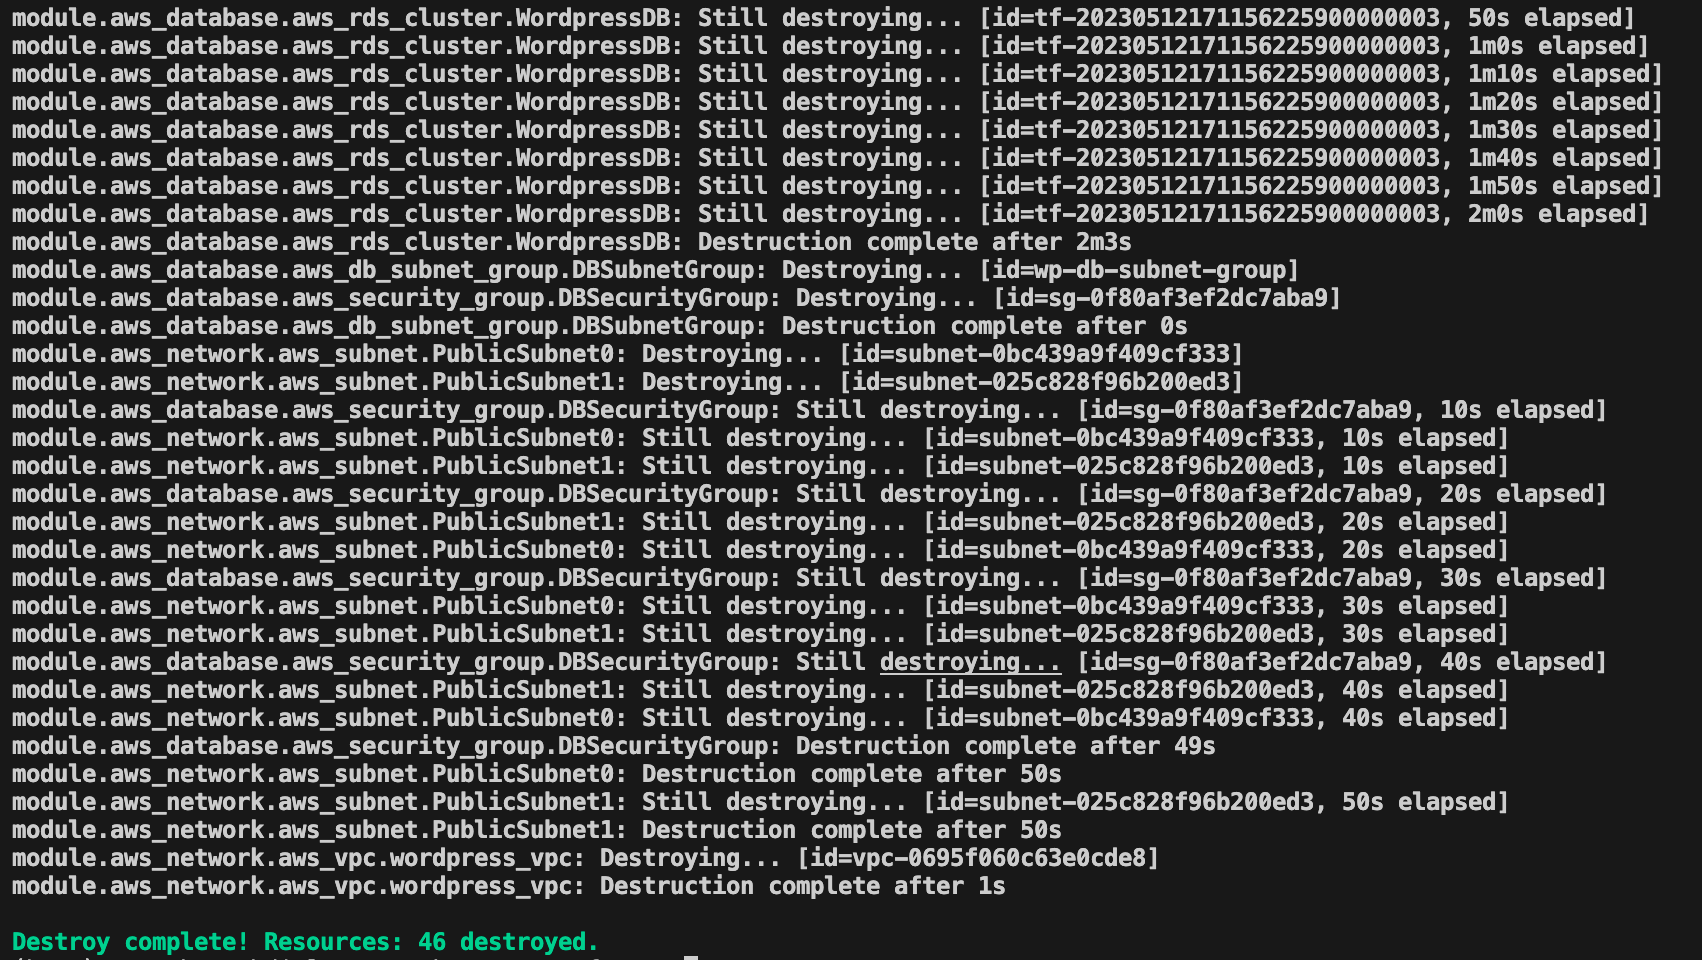 module.aws_database.aws_rds_cluster.WordpressDB: Still destroying... [id=tf-20230512171156225900000003, 50s elapsed]
module.aws_database.aws_rds_cluster.WordpressDB: Still destroying... [id=tf-20230512171156225900000003, 1m0s elapsed]
module.aws_database.aws_rds_cluster.WordpressDB: Still destroying... [id=tf-20230512171156225900000003, 1m10s elapsed]
module.aws_database.aws_rds_cluster.WordpressDB: Still destroying... [id=tf-20230512171156225900000003, 1m20s elapsed]
module.aws_database.aws_rds_cluster.WordpressDB: Still destroying... [id=tf-20230512171156225900000003, 1m30s elapsed]
module.aws_database.aws_rds_cluster.WordpressDB: Still destroying... [id=tf-20230512171156225900000003, 1m40s elapsed]
module.aws_database.aws_rds_cluster.WordpressDB: Still destroying... [id=tf-20230512171156225900000003, 1m50s elapsed]
module.aws_database.aws_rds_cluster.WordpressDB: Still destroying... [id=tf-20230512171156225900000003, 2m0s elapsed]
module.aws_database.aws_rds_cluster.WordpressDB: Destruction complete after 2m3s
module.aws_database.aws_db_subnet_group.DBSubnetGroup: Destroying... [id=wp-db-subnet-group]
module.aws_database.aws_security_group.DBSecurityGroup: Destroying... [id=sg-0f80af3ef2dc7aba9]
module.aws_database.aws_db_subnet_group.DBSubnetGroup: Destruction complete after 0s
module.aws_network.aws_subnet.PublicSubnet0: Destroying... [id=subnet-0bc439a9f409cf333]
module.aws_network.aws_subnet.PublicSubnet1: Destroying... [id=subnet-025c828f96b200ed3]
module.aws_database.aws_security_group.DBSecurityGroup: Still destroying... [id=sg-0f80af3ef2dc7aba9, 10s elapsed]
module.aws_network.aws_subnet.PublicSubnet0: Still destroying... [id=subnet-0bc439a9f409cf333, 10s elapsed]
module.aws_network.aws_subnet.PublicSubnet1: Still destroying... [id=subnet-025c828f96b200ed3, 10s elapsed]
module.aws_database.aws_security_group.DBSecurityGroup: Still destroying... [id=sg-0f80af3ef2dc7aba9, 20s elapsed]
module.aws_network.aws_subnet.PublicSubnet1: Still destroying... [id=subnet-025c828f96b200ed3, 20s elapsed]
module.aws_network.aws_subnet.PublicSubnet0: Still destroying... [id=subnet-0bc439a9f409cf333, 20s elapsed]
module.aws_database.aws_security_group.DBSecurityGroup: Still destroying... [id=sg-0f80af3ef2dc7aba9, 30s elapsed]
module.aws_network.aws_subnet.PublicSubnet0: Still destroying... [id=subnet-0bc439a9f409cf333, 30s elapsed]
module.aws_network.aws_subnet.PublicSubnet1: Still destroying... [id=subnet-025c828f96b200ed3, 30s elapsed]
module.aws_database.aws_security_group.DBSecurityGroup: Still destroying... [id=sg-0f80af3ef2dc7aba9, 40s elapsed]
module.aws_network.aws_subnet.PublicSubnet1: Still destroying... [id=subnet-025c828f96b200ed3, 40s elapsed]
module.aws_network.aws_subnet.PublicSubnet0: Still destroying... [id=subnet-0bc439a9f409cf333, 40s elapsed]
module.aws_database.aws_security_group.DBSecurityGroup: Destruction complete after 49s
module.aws_network.aws_subnet.PublicSubnet0: Destruction complete after 50s
module.aws_network.aws_subnet.PublicSubnet1: Still destroying... [id=subnet-025c828f96b200ed3, 50s elapsed]
module.aws_network.aws_subnet.PublicSubnet1: Destruction complete after 50s
module.aws_network.aws_vpc.wordpress_vpc: Destroying... [id=vpc-0695f060c63e0cde8]
module.aws_network.aws_vpc.wordpress_vpc: Destruction complete after 1s
Destroy complete! Resources: 46 destroyed.